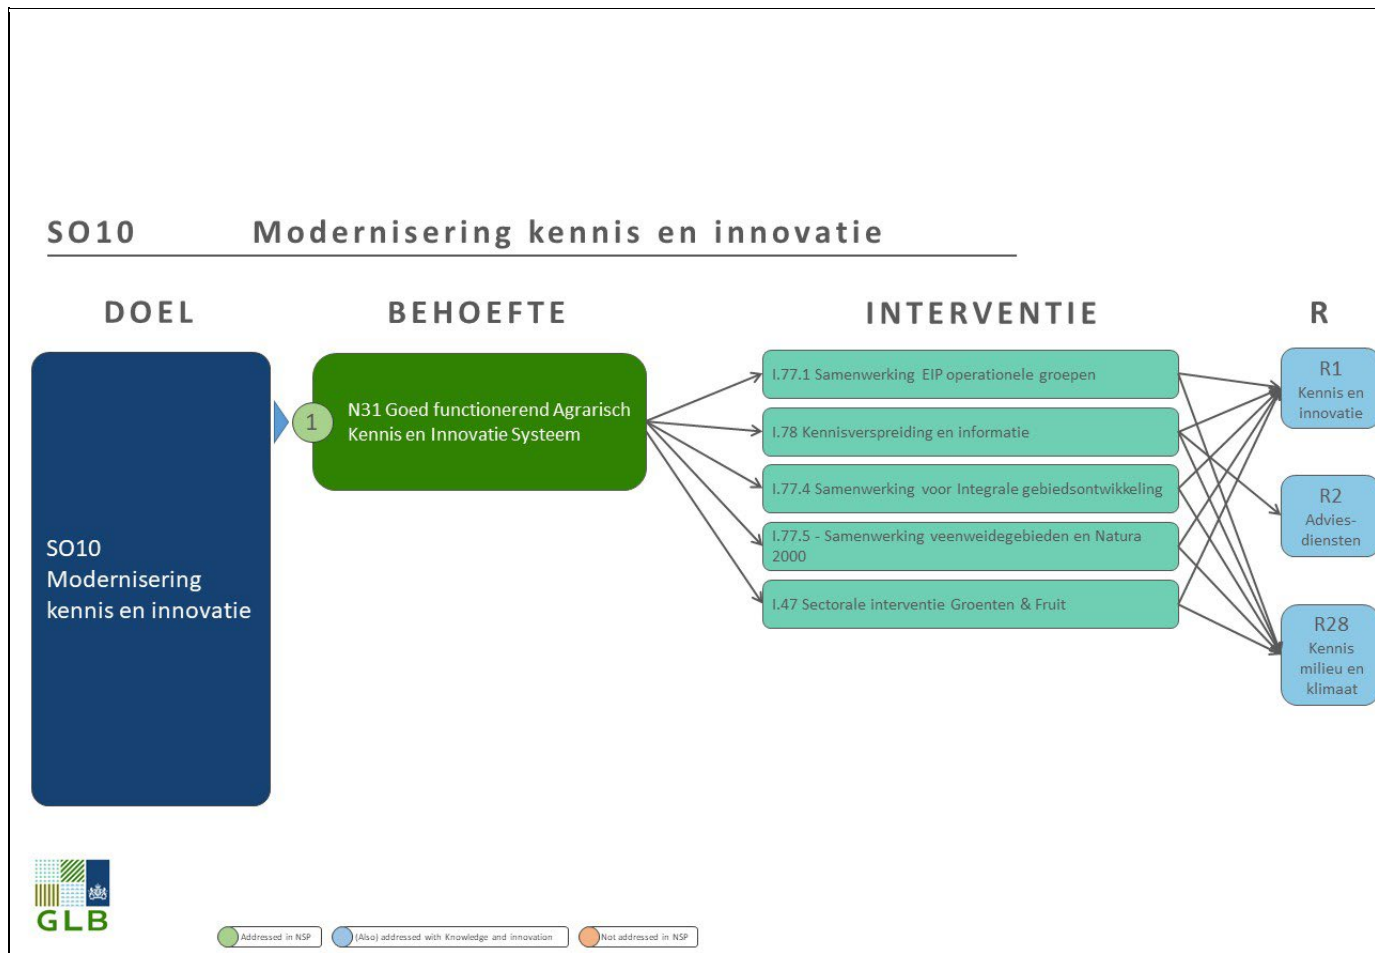 SO10 Modernisering kennis en innovatie
DOEL
BEHOEFTE
INTERVENTIE
R
SO10
Modernisering
kennis en innovatie
1
N31 Goed functionerend Agrarisch
Kennis en Innovatie Systeem
I.77.1 Samenwerking EIP operationele groepen
I.78 Kennisverspreiding en informatie
I.77.4 Samenwerking voor Integrale gebiedsontwikkeling
I.77.5 - Samenwerking veenweidegebieden en Natura
2000
I.47 Sectorale interventie Groenten & Fruit
R1
Kennis en
innovatie
R2
Advies-
diensten
R28
Kennis
milieu en
klimaat
GLB
Addressed in NSP
(Also) addressed with Knowledge and innovation
Not addressed in NSP